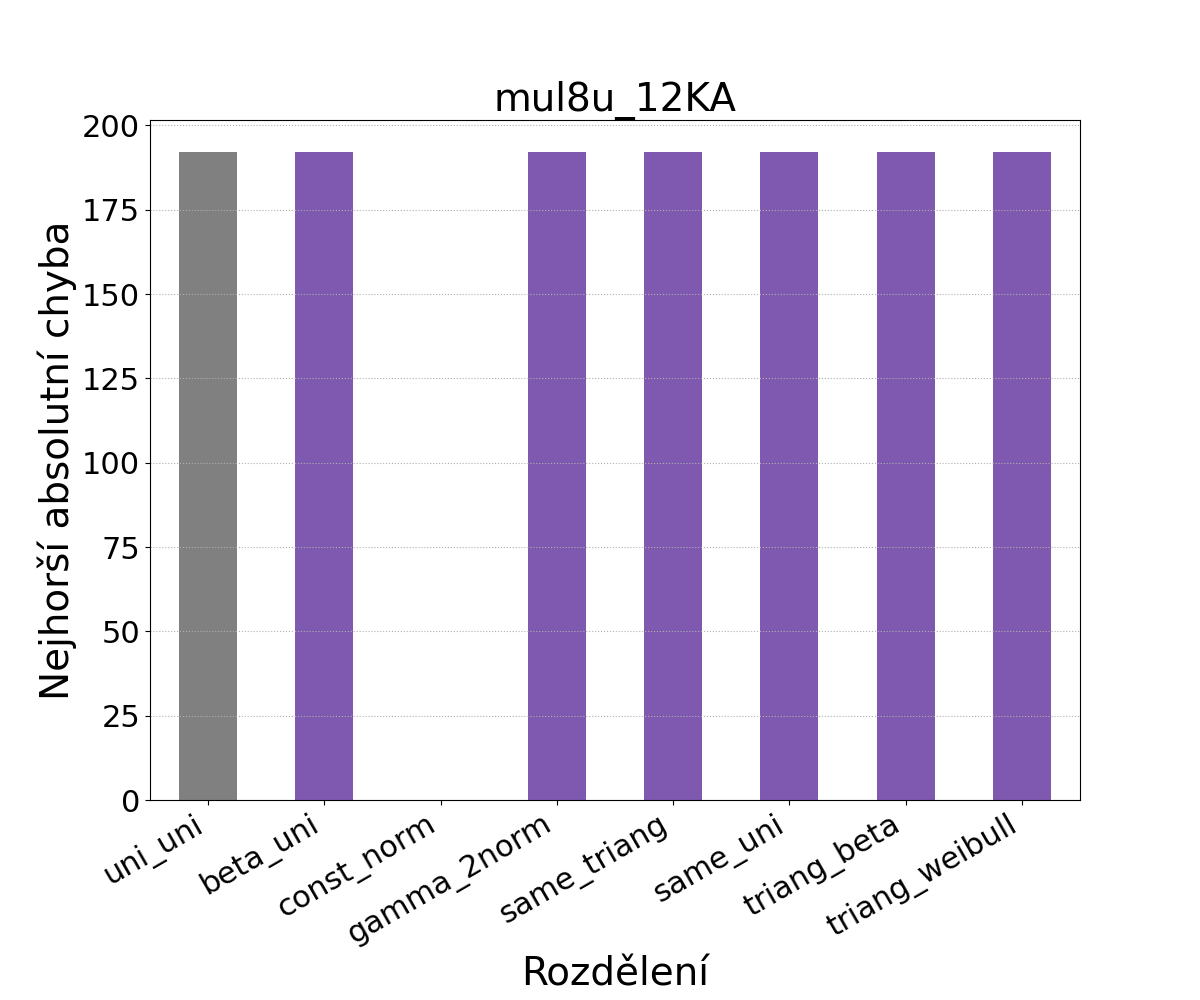 mul8u_12KA
Nejhorší absolutní chyba
200
175
150
125
100
75
50
25
0
uni_uni
beta_uni
const_norm
gamma_2norm
same_triang
same_uni
triang_beta
triang_weibull
Rozdělení